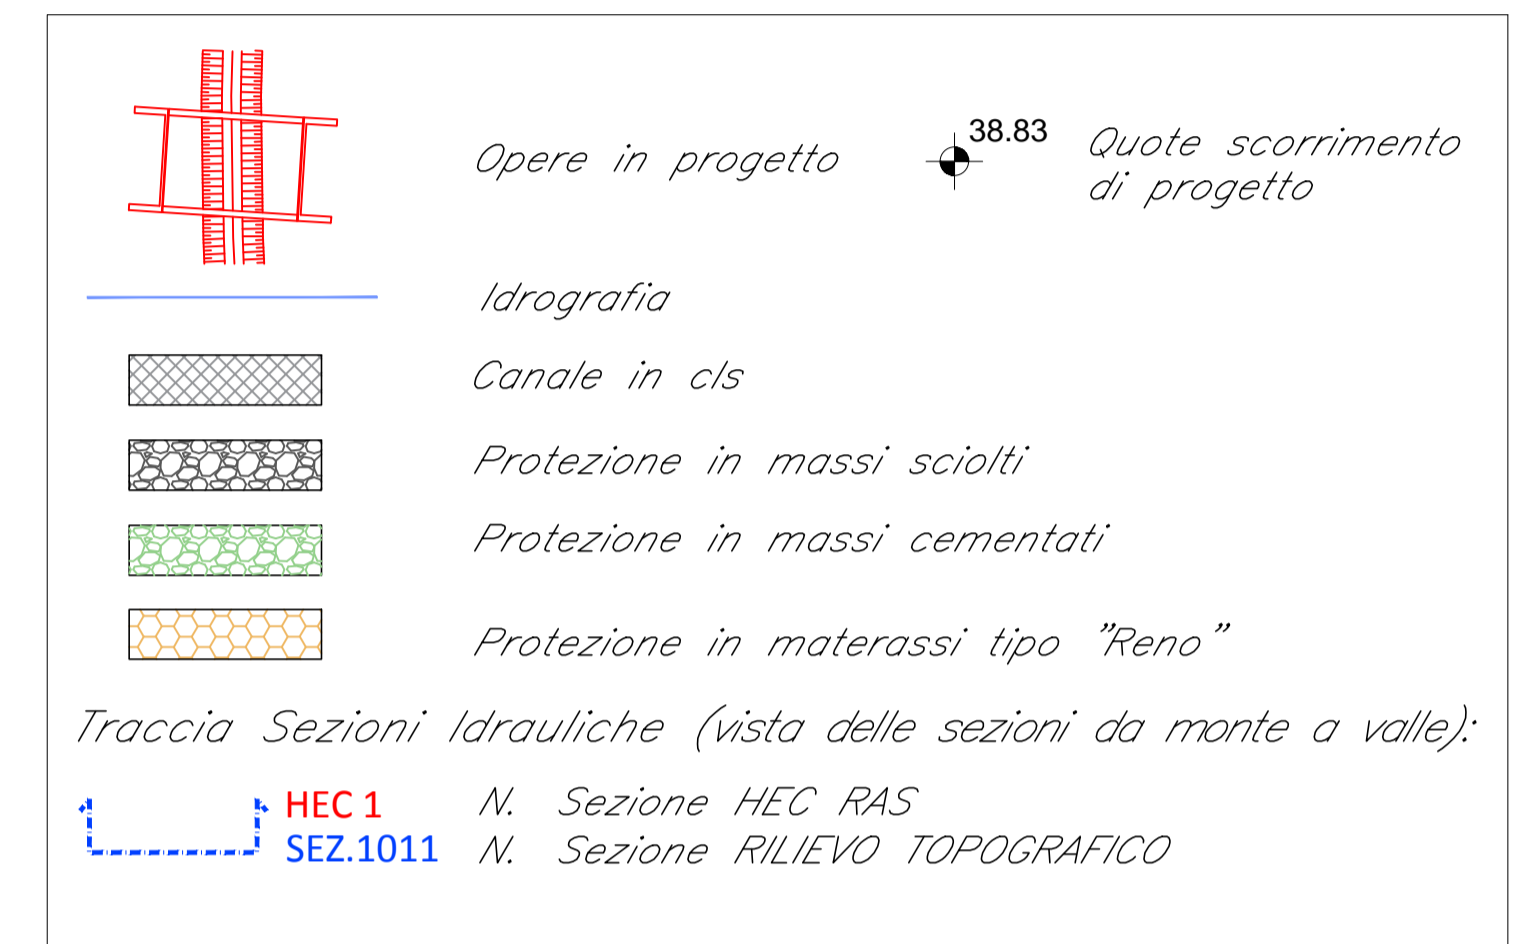 Opere in progetto
38.83
Quote scorrimento
di progetto
Idrografia
Canale in cls
Protezione in massi sciolti
Protezione in massi cementati
Protezione in materassi tipo "Reno"
Traccia Sezioni Idrauliche (vista delle sezioni da monte a valle):
HEC 1 N. Sezione HEC RAS
SEZ.1011 N. Sezione RILIEVO TOPOGRAFICO